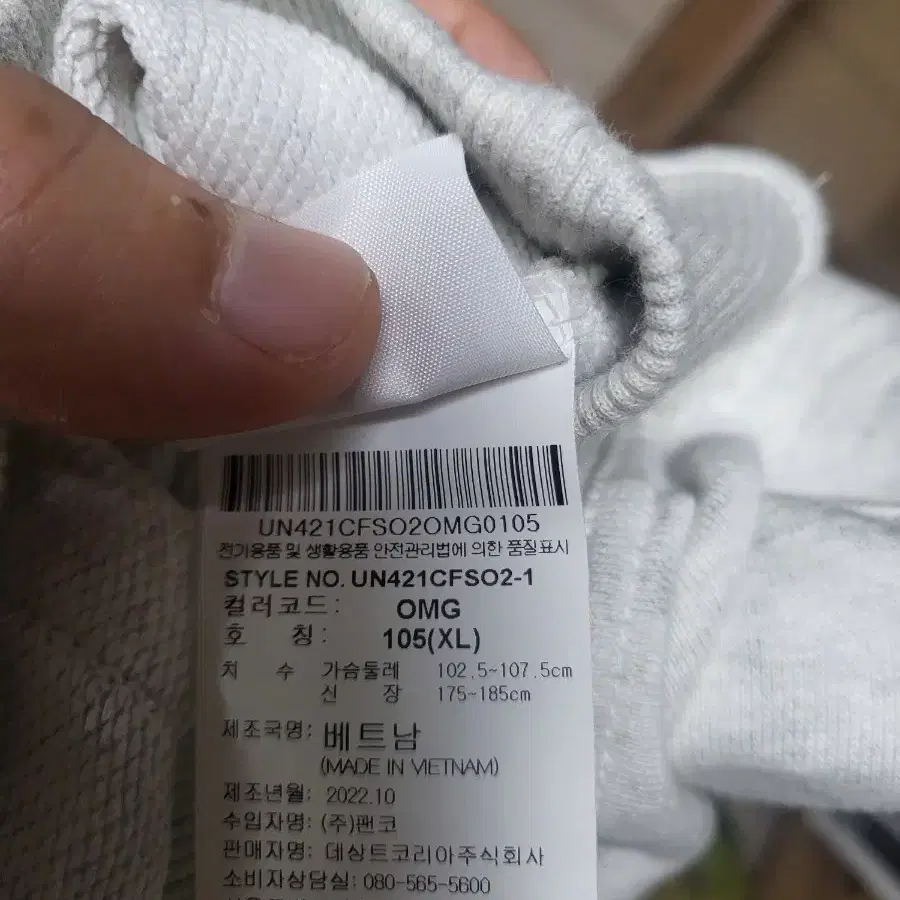 UN421CFSO2OMG0105
전기용품 및 생활용품 안전관리법에 의한 품질표시
STYLE NO. UN421CFSO2-1
컬러코드: OMG
호 칭: 105(XL)
치 수 가슴둘레 102.5~107.5cm
신 장 175~185cm
제조국명: 베트남
(MADE IN VIETNAM)
제조년월: 2022.10
수입자명: (주)팬코
판매자명: 데상트코리아주식회사
소비자상담실: 080-565-5600